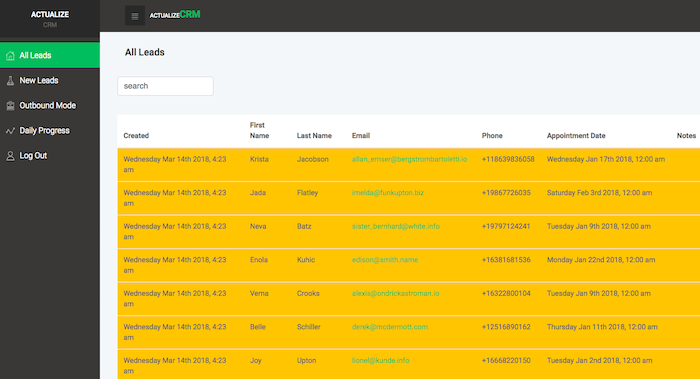 ACTUALIZE
CRM
ACTUALIZECRM
All Leads
New Leads
Outbound Mode
Daily Progress
Log Out
All Leads
search
Created First Name Last Name Email Phone Appointment Date Notes
Wednesday Mar 14th 2018, 4:23 am Krista Jacobson allan_ernser@bergstrombartoletti.io +118639836058 Wednesday Jan 17th 2018, 12:00 am
Wednesday Mar 14th 2018, 4:23 am Jada Flatley imelda@funkupton.biz +19867726035 Saturday Feb 3rd 2018, 12:00 am
Wednesday Mar 14th 2018, 4:23 am Neva Batz sister_bernhard@white.info +19797124241 Tuesday Jan 9th 2018, 12:00 am
Wednesday Mar 14th 2018, 4:23 am Enola Kuhic edison@smith.name +16381681536 Monday Jan 22nd 2018, 12:00 am
Wednesday Mar 14th 2018, 4:23 am Verna Crooks alexis@ondrickastroman.io +16322800104 Tuesday Jan 9th 2018, 12:00 am
Wednesday Mar 14th 2018, 4:23 am Belle Schiller derek@mcdermott.com +12516890162 Thursday Jan 11th 2018, 12:00 am
Wednesday Mar 14th 2018, 4:23 am Joy Upton lionel@kunde.info +16668220150 Tuesday Jan 2nd 2018, 12:00 am